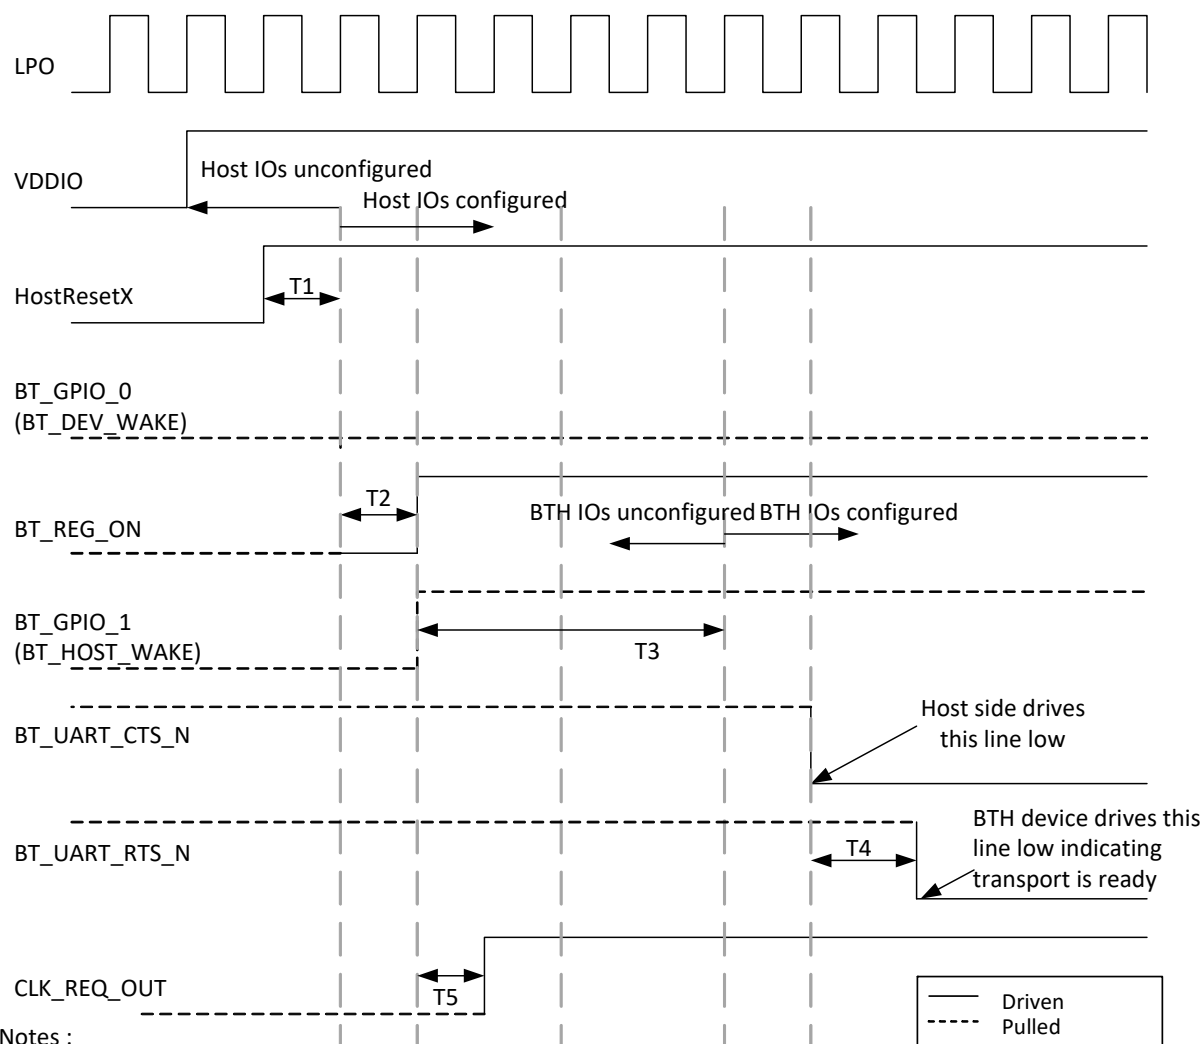 LPO
VDDIO
Host IOs unconfigured
Host IOs configured
HostResetX
T1
BT_GPIO_0
(BT_DEV_WAKE)
T2
BT_REG_ON
BTH IOs unconfigured
BTH IOs configured
BT_GPIO_1
(BT_HOST_WAKE)
T3
BT_UART_CTS_N
Host side drives
this line low
BT_UART_RTS_N
T4
BTH device drives this
line low indicating
transport is ready
CLK_REQ_OUT
T5
Driven
Pulled
Notes :